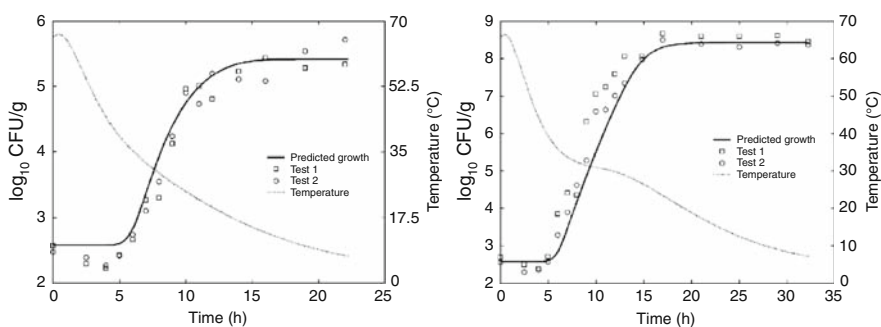 6
5
4
3
2
log10 CFU/g
70
52.5
35
17.5
0
Temperature (°C)
Predicted growth
Test 1
Test 2
Temperature
0
5
10
15
20
25
Time (h)
9
8
7
6
5
4
3
2
log10 CFU/g
70
60
50
40
30
20
10
0
Temperature (°C)
Predicted growth
Test 1
Test 2
Temperature
0
5
10
15
20
25
30
35
Time (h)